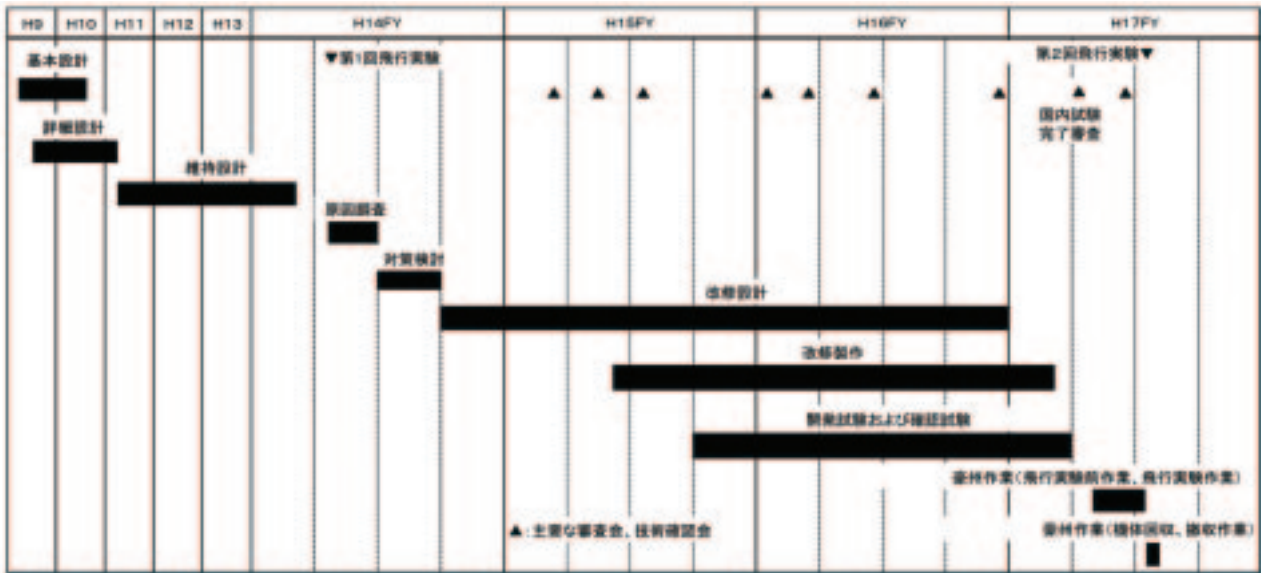 H9 H10 H11 H12 H13 H14FY H15FY H16FY H17FY
基本設計
▼第1回飛行実験
第2回飛行実験▼
▲ ▲ ▲ ▲ ▲ ▲ ▲ ▲ ▲
国内試験
完了審査
詳細設計
維持設計
原因調査
対策検討
改修設計
改修製作
開発試験および確認試験
豪州作業(飛行実験前作業、飛行実験作業)
▲:主要な審査会、技術確認会
豪州作業(機体回収、撤収作業)